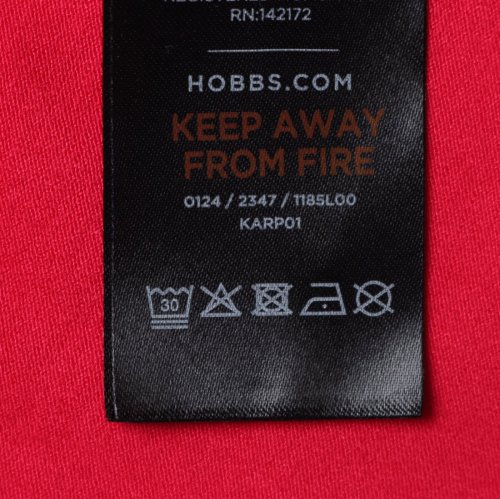 RN:142172
HOBBS.COM
KEEP AWAY
FROM FIRE
0124 / 2347 / 1185L00
KARP01
30